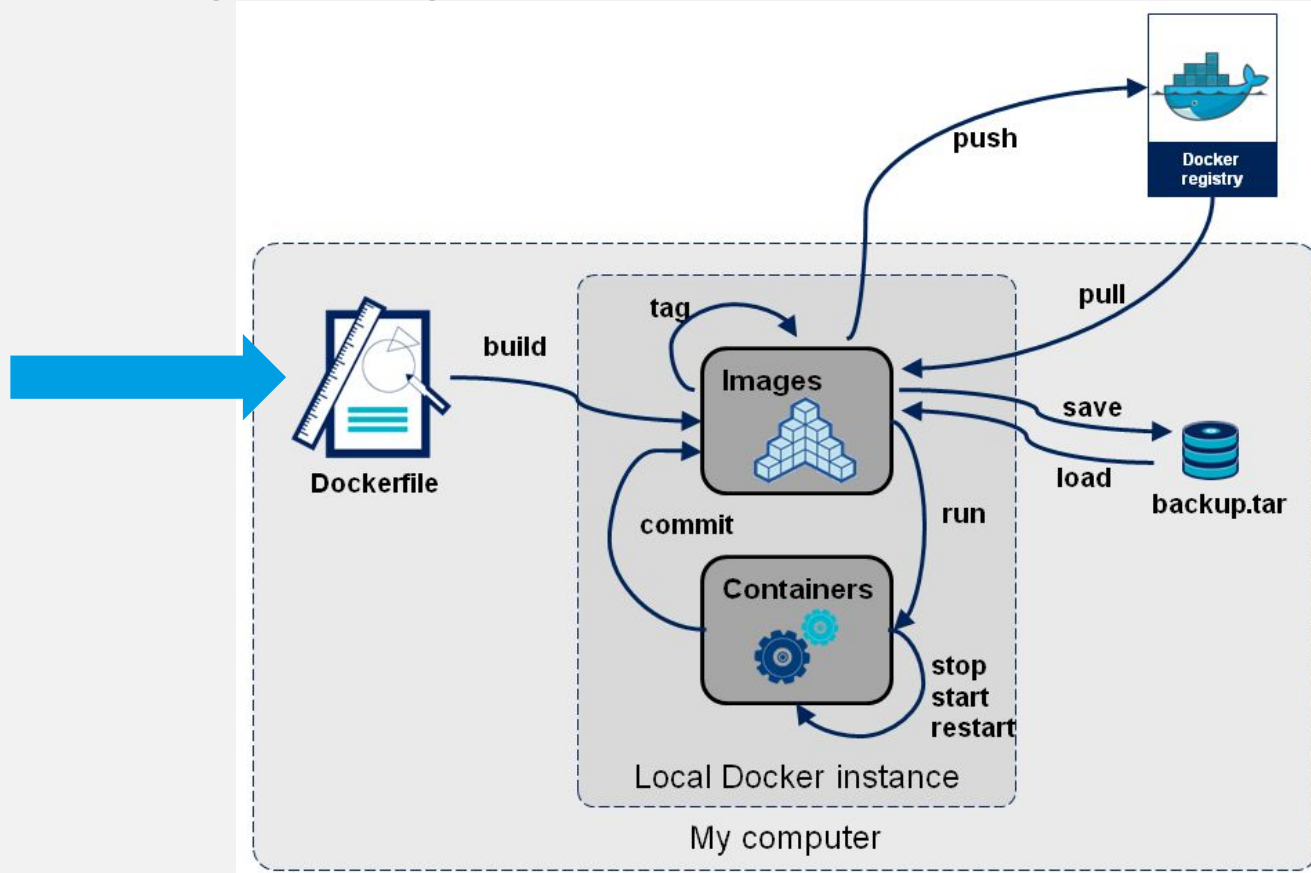 push
Docker
registry
pull
tag
build
Images
save
load
Dockerfile
backup.tar
commit
run
Containers
stop
start
restart
Local Docker instance
My computer